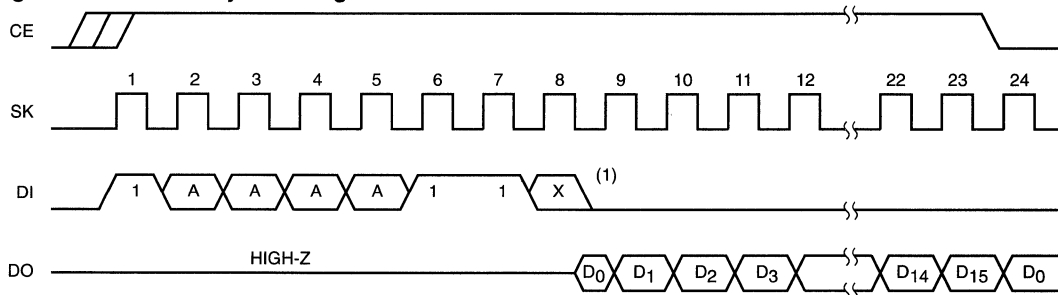 CE
1 2 3 4 5 6 7 8 9 10 11 12 22 23 24
SK
DI 1 A A A A 1 1 X (1)
HIGH-Z
DO D0 D1 D2 D3 D14 D15 D0